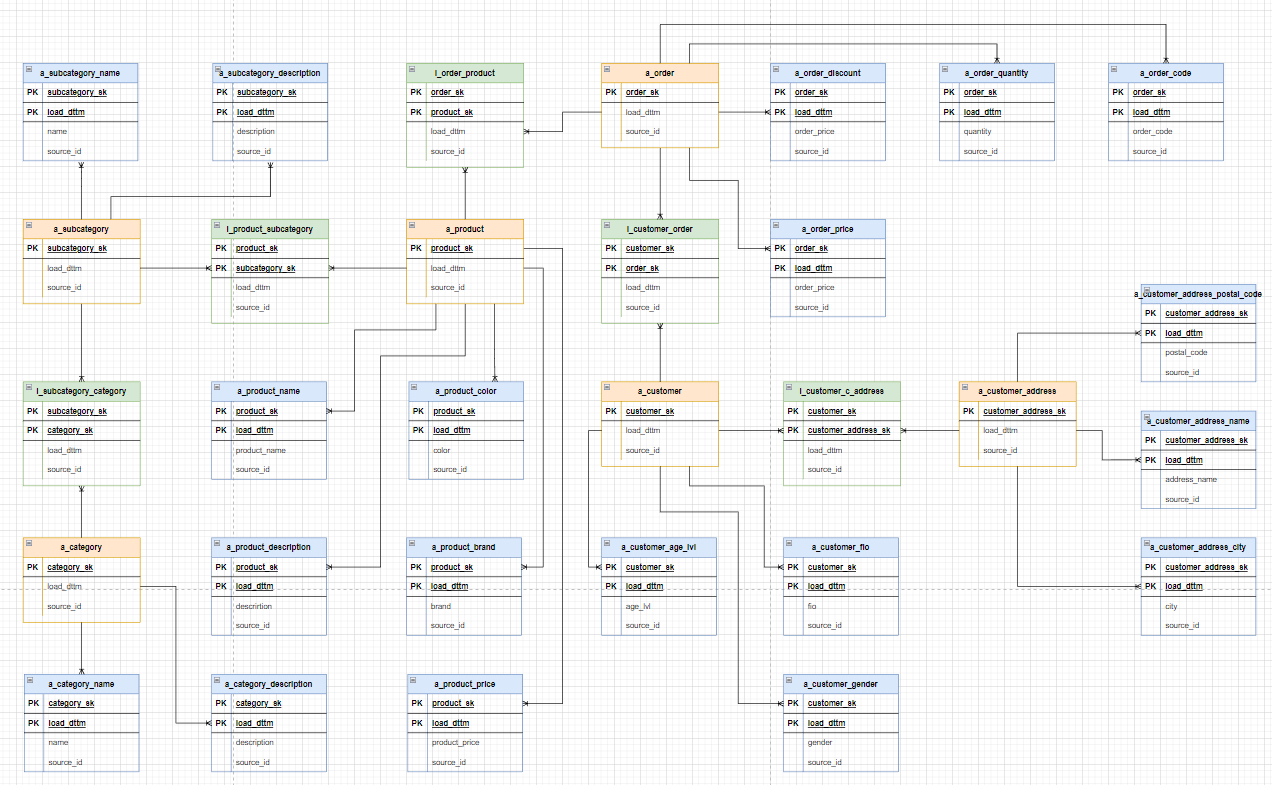 a_subcategory_name
PK subcategory_sk
PK load_dttm
name
source_id
a_subcategory_description
PK subcategory_sk
PK load_dttm
description
source_id
l_order_product
PK order_sk
PK product_sk
load_dttm
source_id
a_order
PK order_sk
load_dttm
source_id
a_order_discount
PK order_sk
PK load_dttm
order_price
source_id
a_order_quantity
PK order_sk
PK load_dttm
quantity
source_id
a_order_code
PK order_sk
PK load_dttm
order_code
source_id
a_subcategory
PK subcategory_sk
load_dttm
source_id
l_product_subcategory
PK product_sk
PK subcategory_sk
load_dttm
source_id
a_product
PK product_sk
load_dttm
source_id
l_customer_order
PK customer_sk
PK order_sk
load_dttm
source_id
a_order_price
PK order_sk
PK load_dttm
order_price
source_id
a_customer_address_postal_code
PK customer_address_sk
PK load_dttm
postal_code
source_id
l_subcategory_category
PK subcategory_sk
PK category_sk
load_dttm
source_id
a_product_name
PK product_sk
PK load_dttm
product_name
source_id
a_product_color
PK product_sk
PK load_dttm
color
source_id
a_customer
PK customer_sk
load_dttm
source_id
l_customer_c_address
PK customer_sk
PK customer_address_sk
load_dttm
source_id
a_customer_address
PK customer_address_sk
load_dttm
source_id
a_customer_address_name
PK customer_address_sk
PK load_dttm
address_name
source_id
a_category
PK category_sk
load_dttm
source_id
a_product_description
PK product_sk
PK load_dttm
descrirtion
source_id
a_product_brand
PK product_sk
PK load_dttm
brand
source_id
a_customer_age_lvl
PK customer_sk
PK load_dttm
age_lvl
source_id
a_customer_fio
PK customer_sk
PK load_dttm
fio
source_id
a_customer_address_city
PK customer_address_sk
PK load_dttm
city
source_id
a_category_name
PK category_sk
PK load_dttm
name
source_id
a_category_description
PK category_sk
PK load_dttm
description
source_id
a_product_price
PK product_sk
PK load_dttm
product_price
source_id
a_customer_gender
PK customer_sk
PK load_dttm
gender
source_id